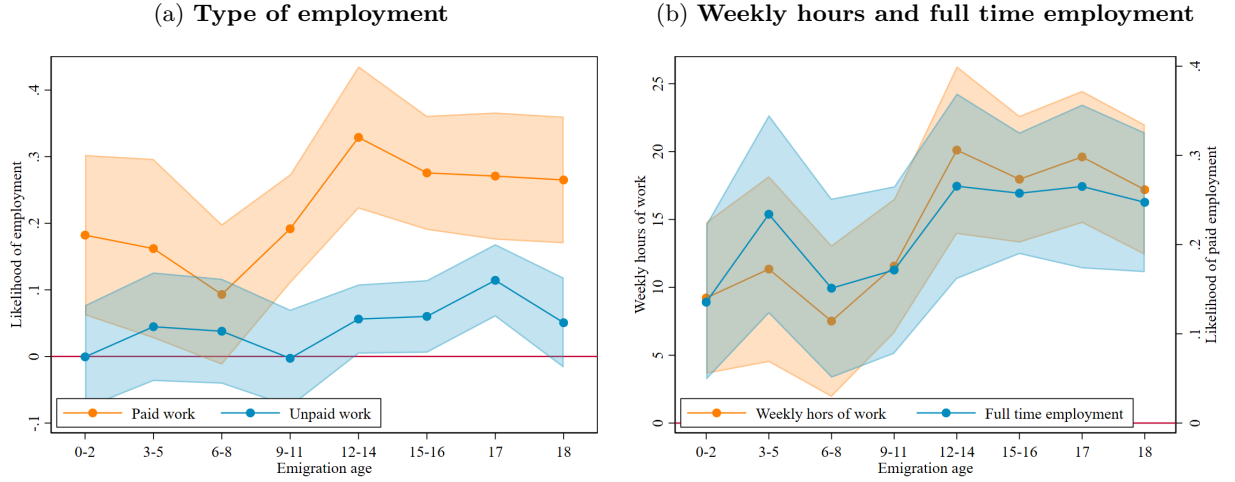 (a) Type of employment
Likelihood of employment
.4
.3
.2
.1
0
-.1
Paid work
Unpaid work
0-2 3-5 6-8 9-11 12-14 15-16 17 18
Emigration age
(b) Weekly hours and full time employment
Weekly hours of work
25
20
15
10
5
0
.4
.3
.2
.1
0
Likelihood of paid employment
Weekly hors of work
Full time employment
0-2 3-5 6-8 9-11 12-14 15-16 17 18
Emigration age